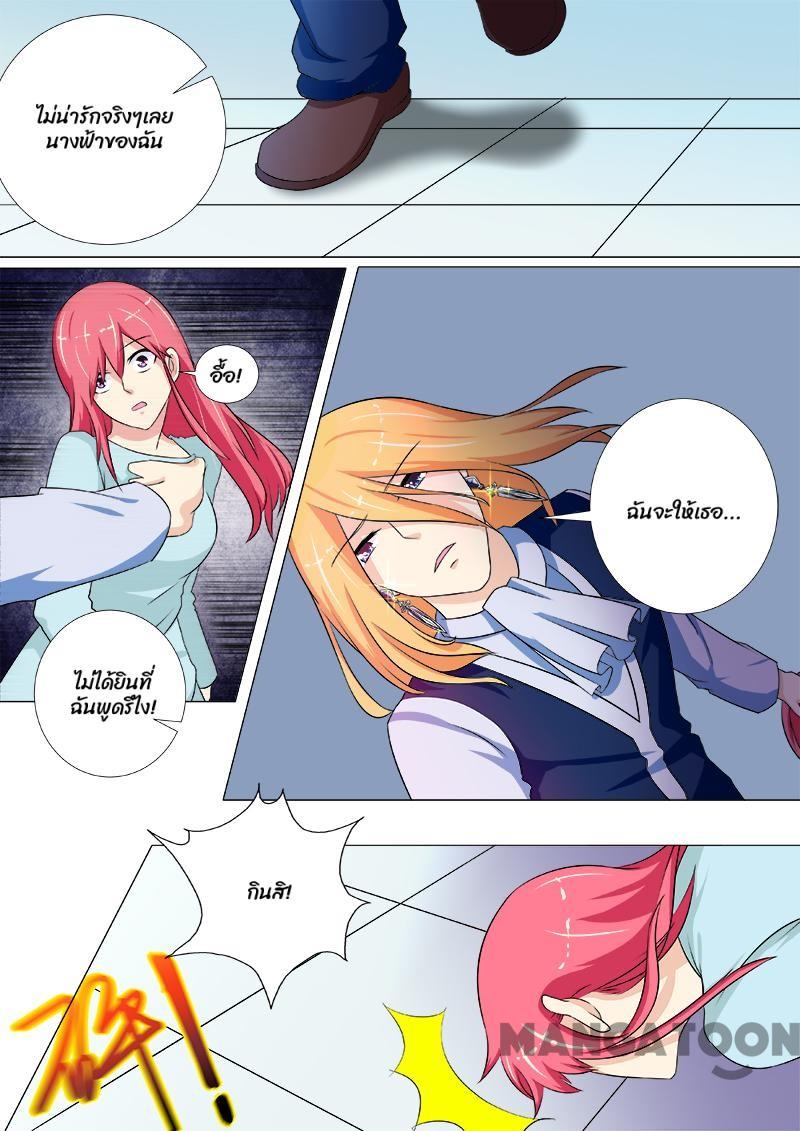 ไม่น่ารักจริงๆเลย
นางฟ้าของฉัน
อื้อ!
ฉันจะให้เธอ...
ไม่ได้ยินที่
ฉันพูดรึไง!
กินสิ!
砰!
MANGATOON